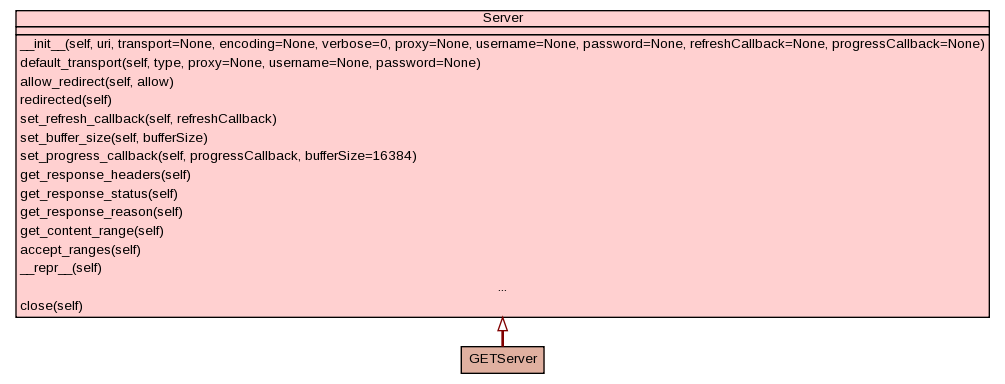 Server
__init__(self, uri, transport=None, encoding=None, verbose=0, proxy=None, username=None, password=None, refreshCallback=None, progressCallback=None)
default_transport(self, type, proxy=None, username=None, password=None)
allow_redirect(self, allow)
redirected(self)
set_refresh_callback(self, refreshCallback)
set_buffer_size(self, bufferSize)
set_progress_callback(self, progressCallback, bufferSize=16384)
get_response_headers(self)
get_response_status(self)
get_response_reason(self)
get_content_range(self)
accept_ranges(self)
__repr__(self)
...
close(self)
GETServer